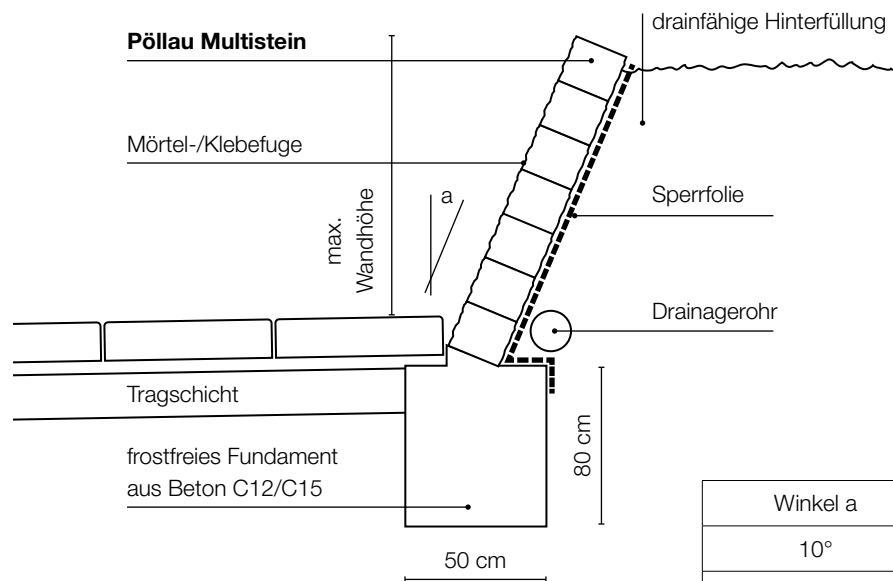 drainfähige Hinterfüllung
Pöllau Multistein
Mörtel-/Klebefuge
a
max.
Wandhöhe
Sperrfolie
Drainagerohr
Tragschicht
frostfreies Fundament
aus Beton C12/C15
80 cm
50 cm
Winkel a
10°